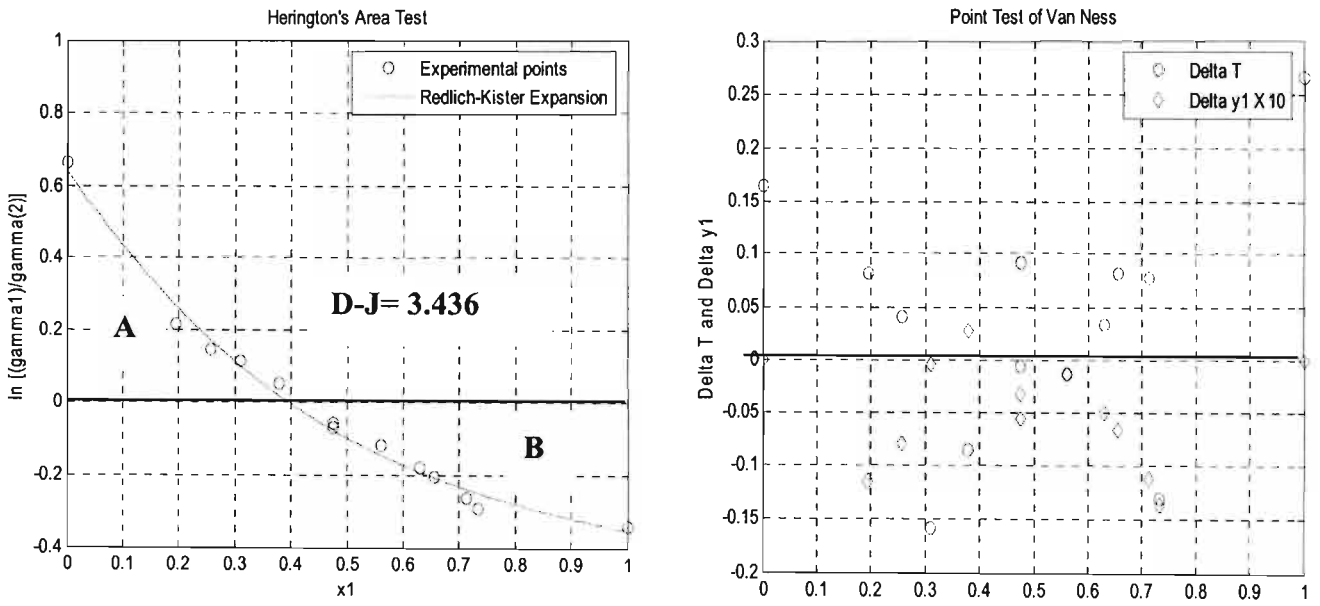 Herington's Area Test
1
0.8
0.6
0.4
0.2
0
-0.2
-0.4
ln [(gamma1)/gamma(2)]
Experimental points
Redlich-Kister Expansion
A
D-J= 3.436
B
0 0.1 0.2 0.3 0.4 0.5 0.6 0.7 0.8 0.9 1
x1
Point Test of Van Ness
0.3
0.25
0.2
0.15
0.1
0.05
0
-0.05
-0.1
-0.15
-0.2
Delta T and Delta y1
Delta T
Delta y1 X 10
0 0.1 0.2 0.3 0.4 0.5 0.6 0.7 0.8 0.9 1